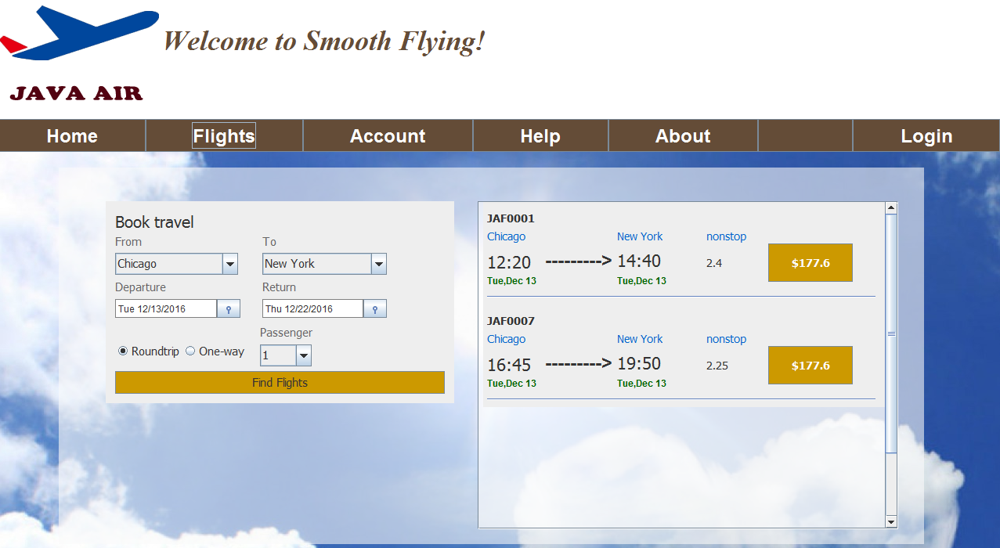 Welcome to Smooth Flying!
JAVA AIR
Home Flights Account Help About Login
Book travel
From To
Chicago New York
Departure Return
Tue 12/13/2016 Thu 12/22/2016
Passenger
Roundtrip One-way 1
Find Flights
JAF0001
Chicago New York nonstop
12:20 ---------> 14:40 2.4 $177.6
Tue,Dec 13 Tue,Dec 13
JAF0007
Chicago New York nonstop
16:45 ---------> 19:50 2.25 $177.6
Tue,Dec 13 Tue,Dec 13